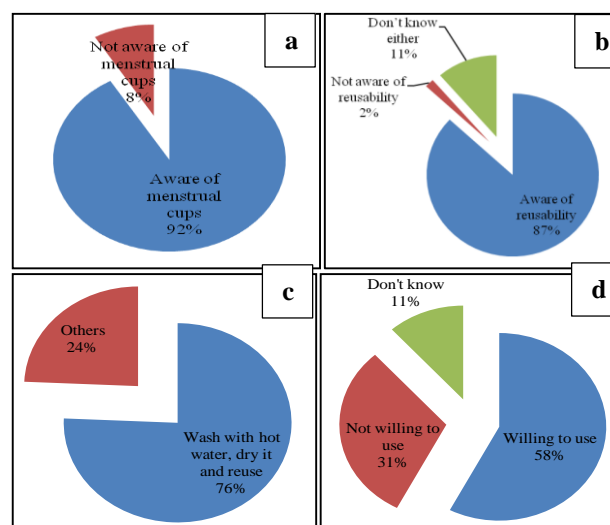 a
Not aware of
menstrual
cups
8%
Aware of
menstrual
cups
92%
b
Don't know
either
11%
Not aware of
reusability
2%
Aware of
reusability
87%
c
Others
24%
Wash with hot
water, dry it
and reuse
76%
d
Don't know
11%
Not willing to
use
31%
Willing to use
58%